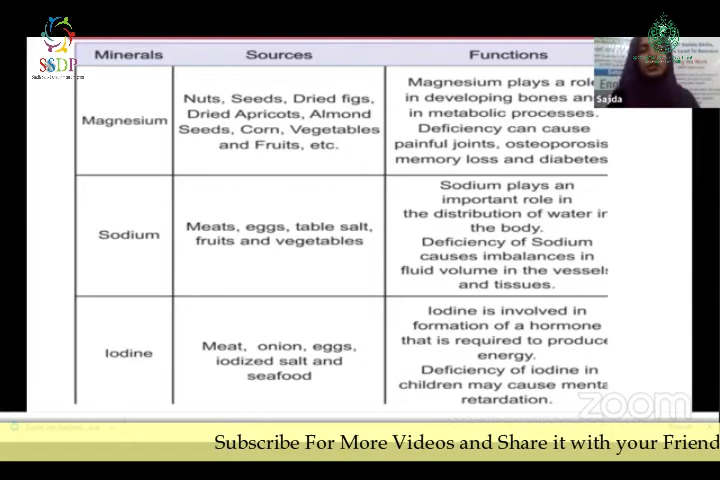 SSDP
Minerals
Sources
Functions
Magnesium
Nuts, Seeds, Dried figs,
Dried Apricots, Almond
Seeds, Corn, Vegetables
and Fruits, etc.
Magnesium plays a role
in developing bones an
in metabolic processes.
Deficiency can cause
painful joints, osteoporosis
memory loss and diabetes
Sodium
Meats, eggs, table salt,
fruits and vegetables
Sodium plays an
important role in
the distribution of water in
the body.
Deficiency of Sodium
causes imbalances in
fluid volume in the vessels
and tissues.
Iodine
Meat, onion, eggs,
iodized salt and
seafood
Iodine is involved in
formation of a hormone
that is required to produce
energy.
Deficiency of iodine in
children may cause menta
retardation.
Sajda
zoom
Subscribe For More Videos and Share it with your Friend